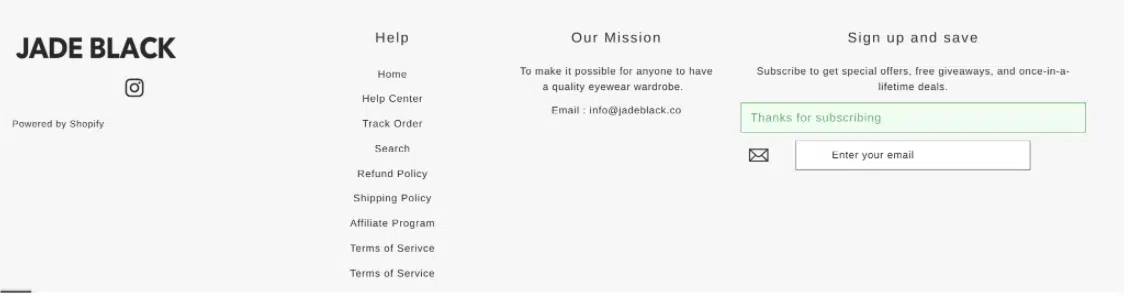 JADE BLACK
Powered by Shopify
Help
Home
Help Center
Track Order
Search
Refund Policy
Shipping Policy
Affiliate Program
Terms of Serivce
Terms of Service
Our Mission
To make it possible for anyone to have
a quality eyewear wardrobe.
Email : info@jadeblack.co
Sign up and save
Subscribe to get special offers, free giveaways, and once-in-a-
lifetime deals.
Thanks for subscribing
Enter your email